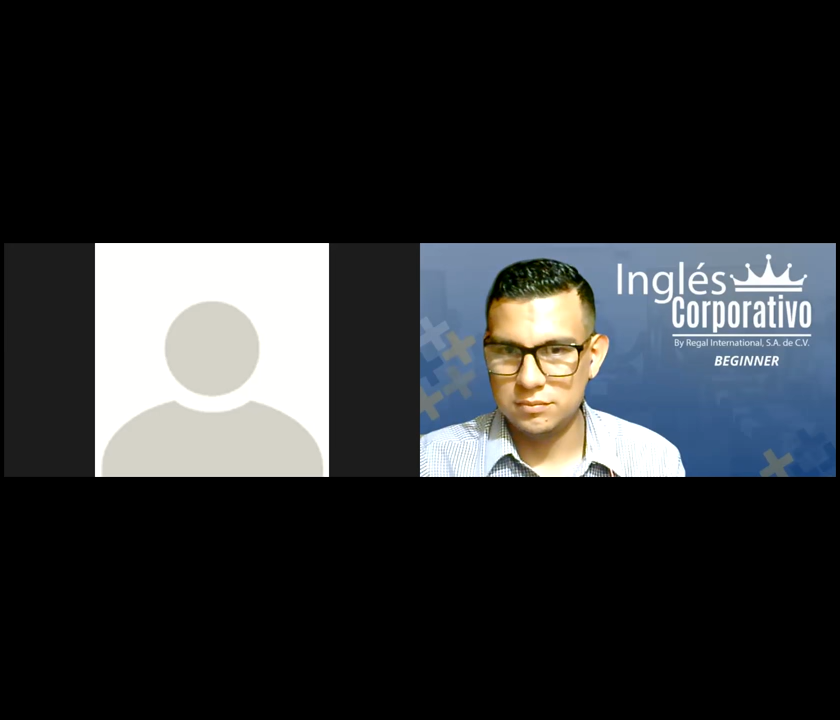 Inglés
Corporativo
By Regal International, S.A. de C.V.
BEGINNER